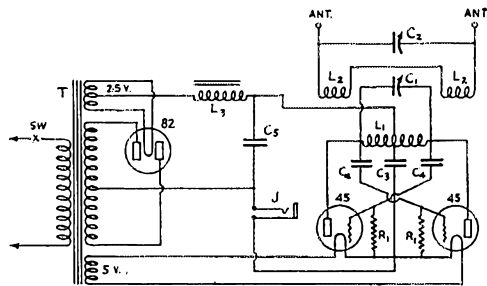 ANT. ANT.
C2
L2 L2
C1
T 2.5 V.
82
L3
SW
C5
L1
C4 C3 C4
J
45 45
R1 R1
5 V.